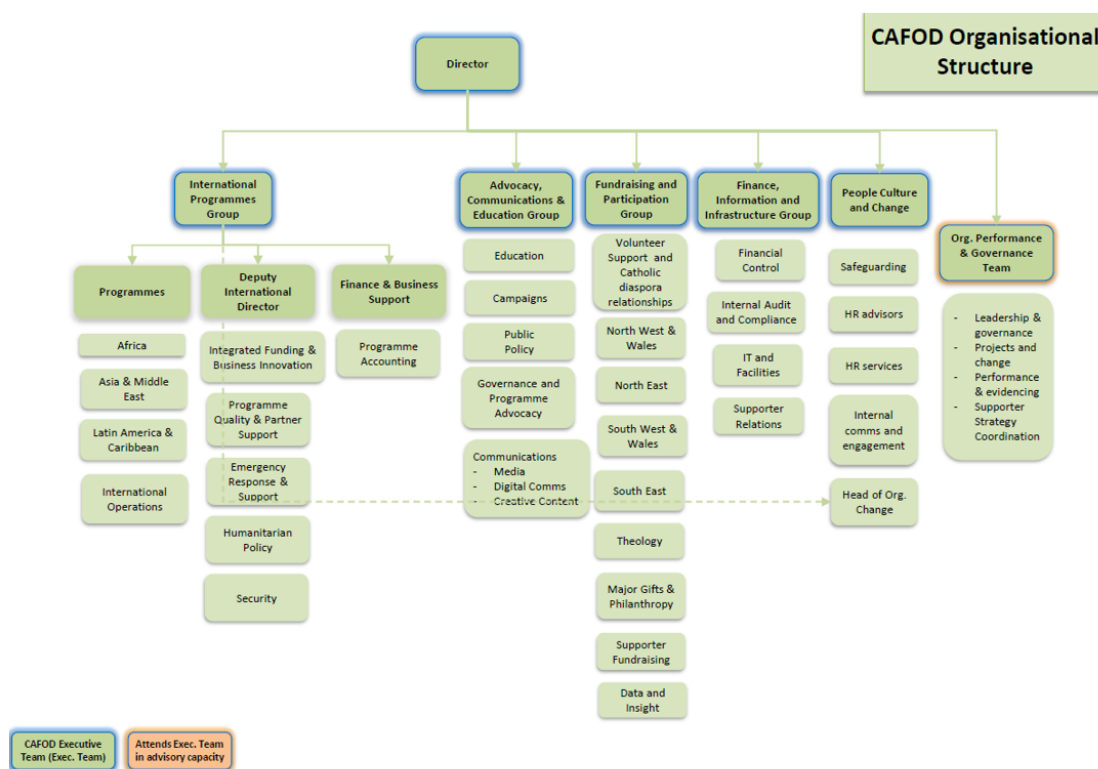 CAFOD Organisational
Structure
Director
International
Programmes
Group
Advocacy,
Communications &
Education Group
Fundraising and
Participation
Group
Finance,
Information and
Infrastructure Group
People Culture
and Change
Org. Performance
& Governance
Team
Programmes
Deputy
International
Director
Finance & Business
Support
Africa
Asia & Middle
East
Latin America &
Caribbean
International
Operations
Integrated Funding &
Business Innovation
Programme
Quality & Partner
Support
Emergency
Response &
Support
Humanitarian
Policy
Security
Programme
Accounting
Education
Campaigns
Public
Policy
Governance and
Programme
Advocacy
Communications
- Media
- Digital Comms
- Creative Content
Volunteer
Support and
Catholic
diaspora
relationships
North West &
Wales
North East
South West &
Wales
South East
Theology
Major Gifts &
Philanthropy
Supporter
Fundraising
Data and
Insight
Financial
Control
Internal Audit
and Compliance
IT and
Facilities
Supporter
Relations
Safeguarding
HR advisors
HR services
Internal
comms and
engagement
Head of Org.
Change
- Leadership &
governance
- Projects and
change
- Performance
& evidencing
- Supporter
Strategy
Coordination
CAFOD Executive
Team (Exec. Team)
Attends Exec. Team
in advisory capacity